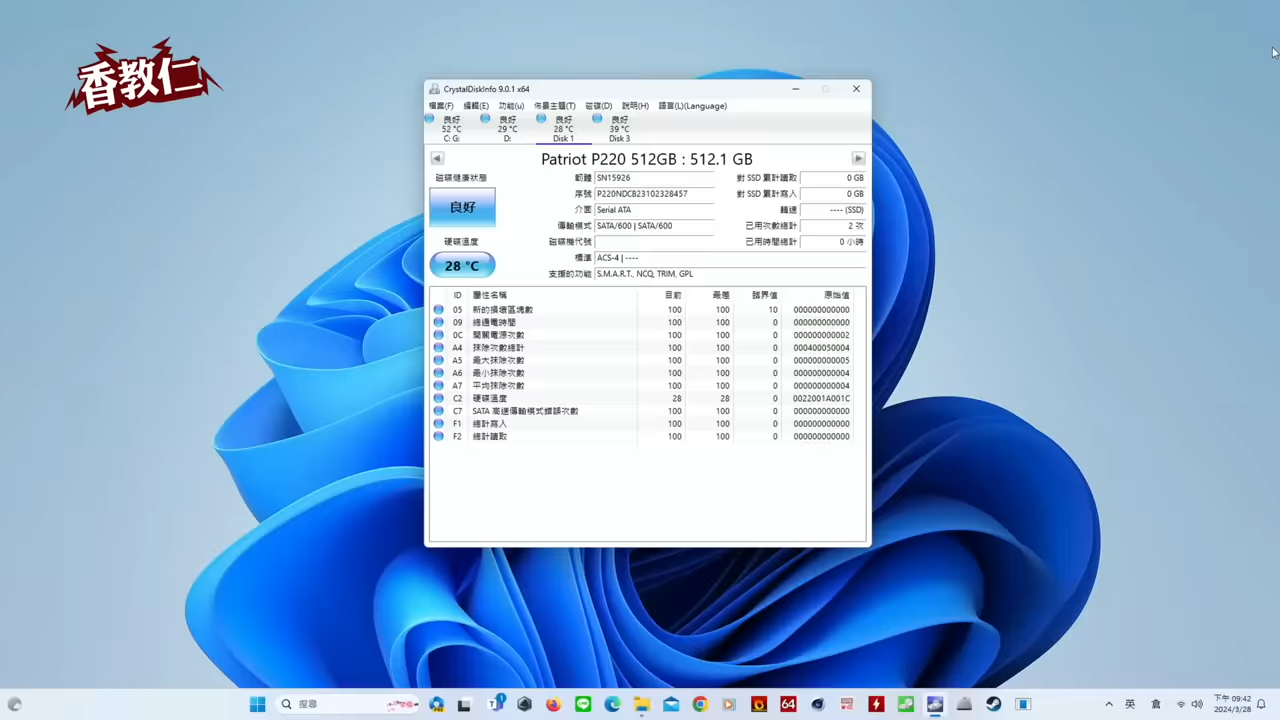 香教仁
CrystalDiskInfo 9.0.1 x64
檔案(F) 編輯(E) 功能(u) 佈景主題(T) 磁碟(D) 說明(H) 語言(L)(Language)
良好 良好 良好 良好
52 °C 29 °C 28 °C 39 °C
C: G: D: Disk 1 Disk 3
Patriot P220 512GB : 512.1 GB
磁碟健康狀態
良好
硬碟溫度
28 °C
韌體 SN15926 對 SSD 累計讀取 0 GB
序號 P220NDCB23102328457 對 SSD 累計寫入 0 GB
介面 Serial ATA 轉速 ---- (SSD)
傳輸模式 SATA/600 | SATA/600 已用次數總計 2 次
磁碟機代號 已用時間總計 0 小時
標準 ACS-4 | ----
支援的功能 S.M.A.R.T., NCQ, TRIM, GPL
ID 屬性名稱 目前 最差 臨界值 原始值
05 新的損壞區塊數 100 100 10 000000000000
09 總通電時間 100 100 0 000000000000
0C 開關電源次數 100 100 0 000000000002
A4 抹除次數總計 100 100 0 000400050004
A5 最大抹除次數 100 100 0 000000000005
A6 最小抹除次數 100 100 0 000000000004
A7 平均抹除次數 100 100 0 000000000004
C2 硬碟溫度 28 28 0 0022001A001C
C7 SATA 高速傳輸模式錯誤次數 100 100 0 000000000000
F1 總計寫入 100 100 0 000000000000
F2 總計讀取 100 100 0 000000000000
搜尋
64
英
下午 09:42
2024/3/28